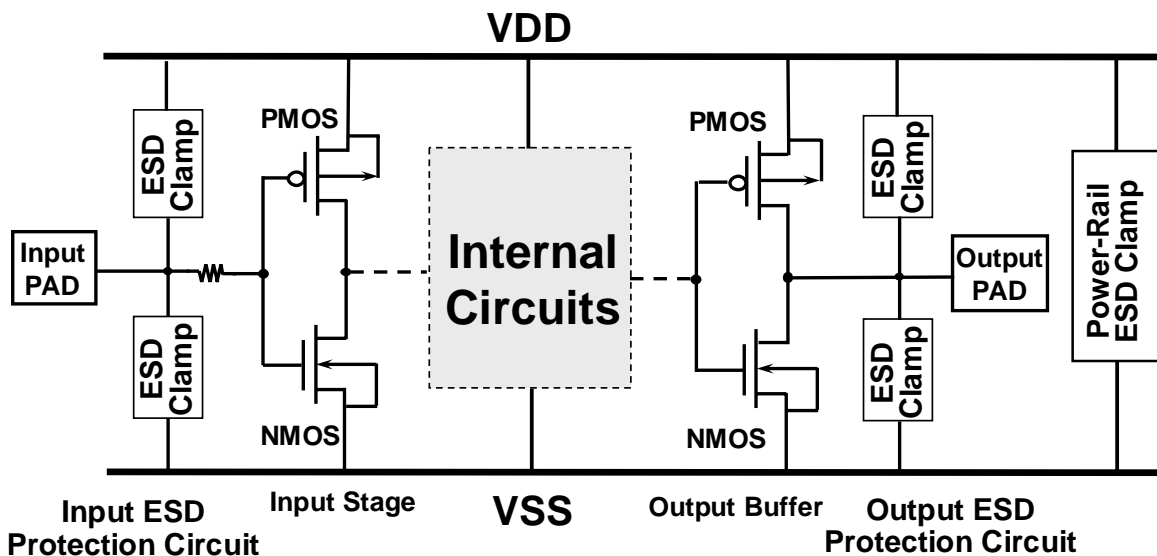 VDD
ESD
Clamp
PMOS
PMOS
ESD
Clamp
Power-Rail
ESD Clamp
Input
PAD
Internal
Circuits
Output
PAD
ESD
Clamp
NMOS
NMOS
ESD
Clamp
Input ESD
Protection Circuit
Input Stage
VSS
Output Buffer
Output ESD
Protection Circuit